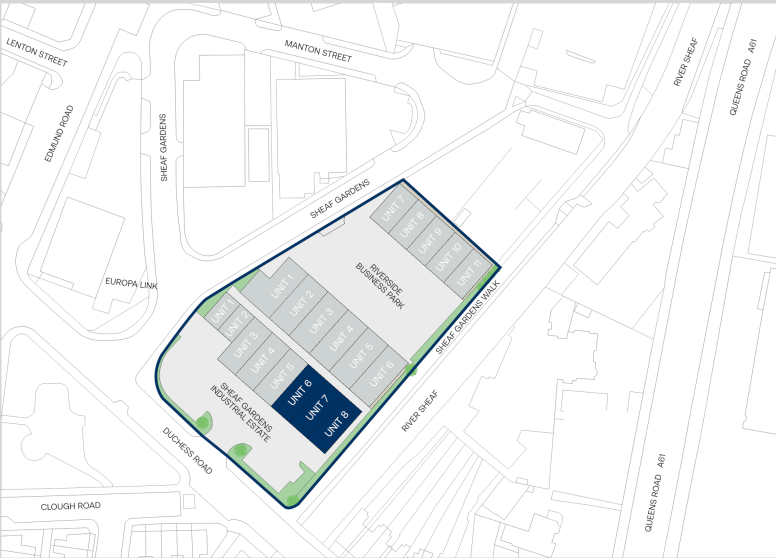 LENTON STREET
MANTON STREET
RIVER SHEAF
QUEENS ROAD A61
EDMUND ROAD
SHEAF GARDENS
SHEAF GARDENS
UNIT 7
UNIT 8
UNIT 9
UNIT 10
UNIT 11
RIVERSIDE
BUSINESS PARK
EUROPA LINK
UNIT 1
UNIT 2
UNIT 3
UNIT 4
UNIT 5
UNIT 6
SHEAF GARDENS WALK
UNIT 1
UNIT 2
UNIT 3
UNIT 4
UNIT 5
UNIT 6
UNIT 7
UNIT 8
SHEAF GARDENS
INDUSTRIAL ESTATE
RIVER SHEAF
DUCHESS ROAD
CLOUGH ROAD
QUEENS ROAD A61